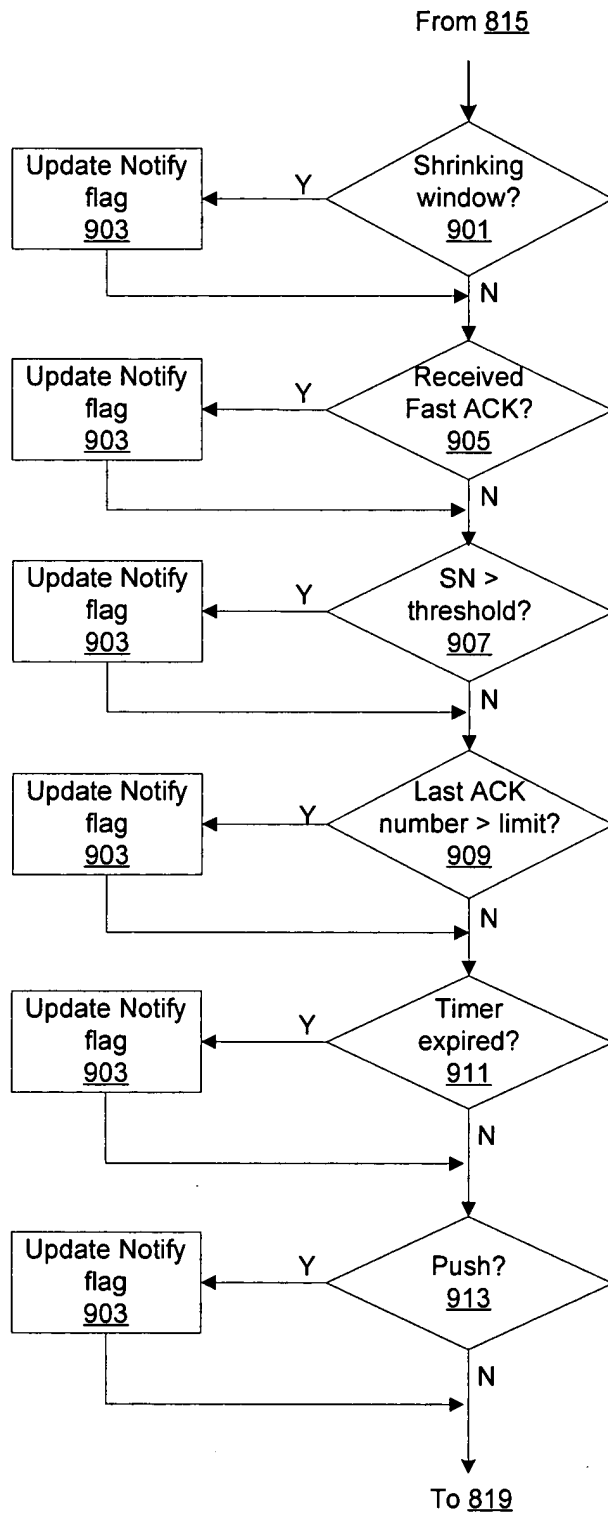 From 815
Shrinking
window?
901
Y
Update Notify
flag
903
N
Received
Fast ACK?
905
Y
Update Notify
flag
903
N
SN >
threshold?
907
Y
Update Notify
flag
903
N
Last ACK
number > limit?
909
Y
Update Notify
flag
903
N
Timer
expired?
911
Y
Update Notify
flag
903
N
Push?
913
Y
Update Notify
flag
903
N
To 819